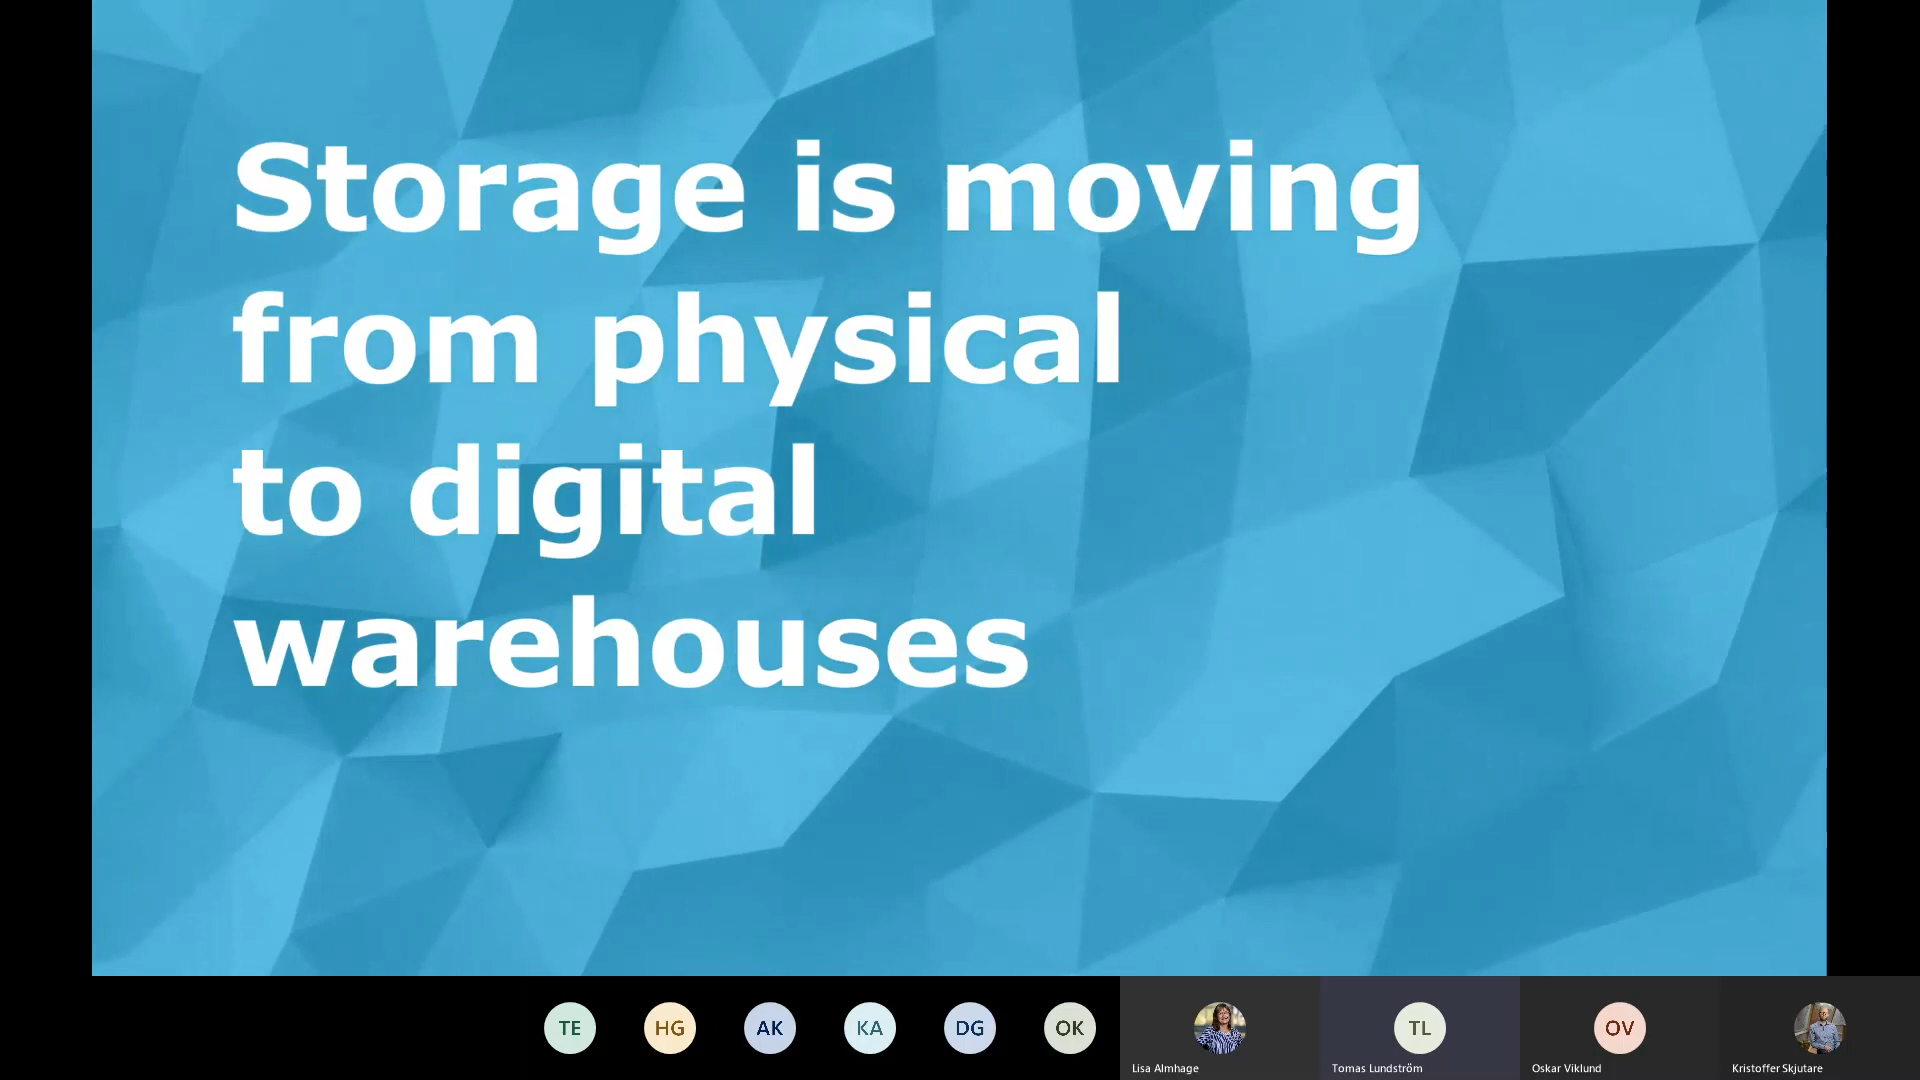 Storage is moving
from physical
to digital
warehouses
TE
HG
AK
KA
DG
OK
TL
OV
Lisa Almhage
Tomas Lundström
Oskar Viklund
Kristoffer Skjutare